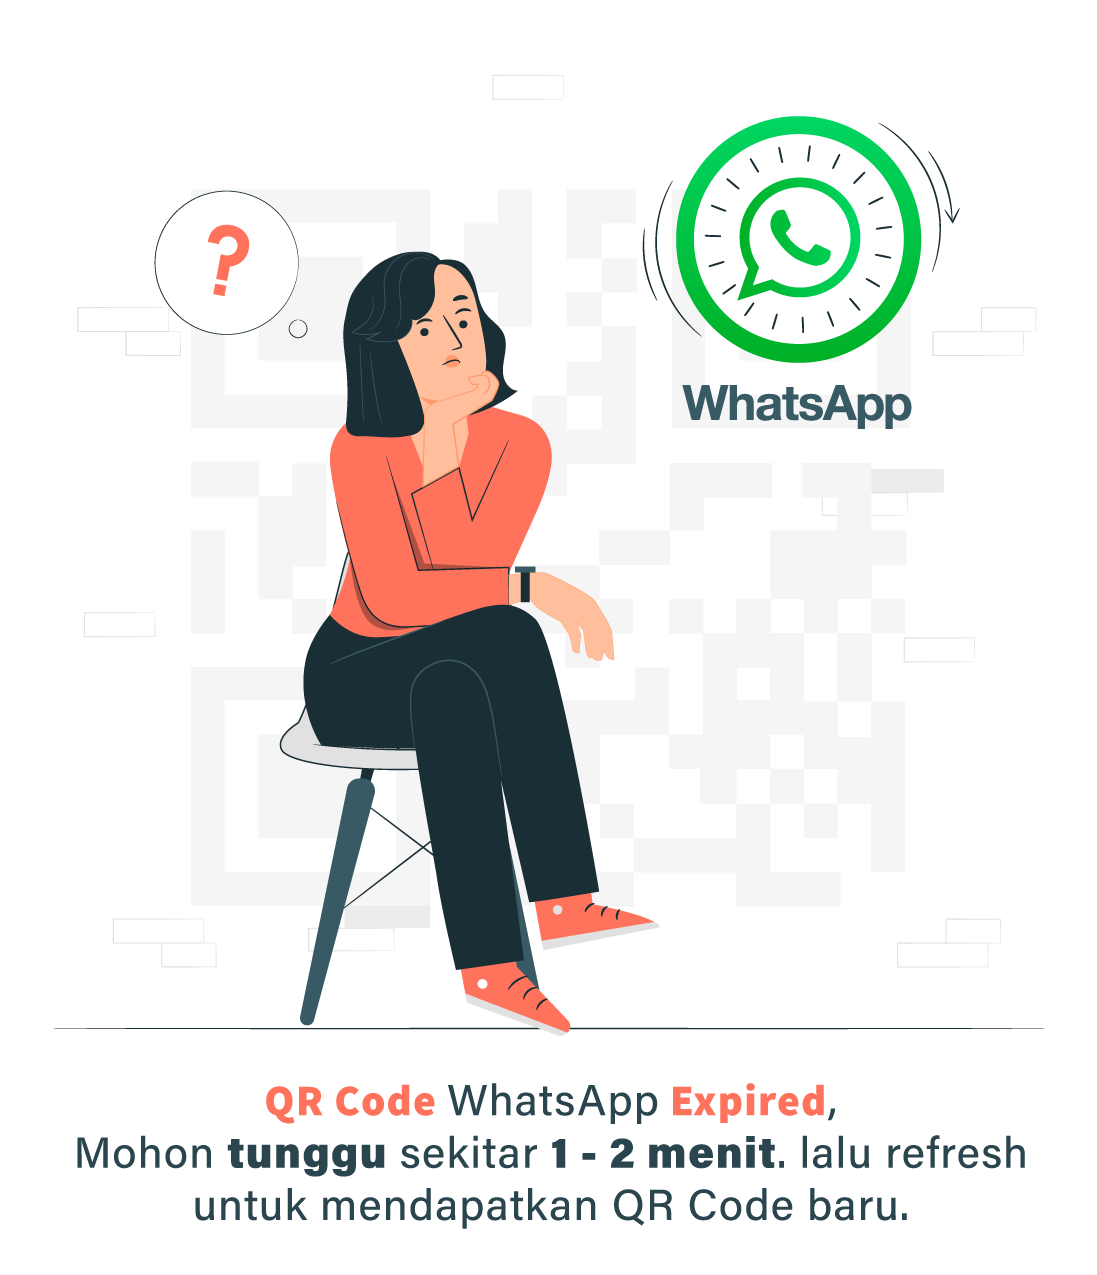 ?
WhatsApp
QR Code WhatsApp Expired,
Mohon tunggu sekitar 1 - 2 menit. lalu refresh
untuk mendapatkan QR Code baru.